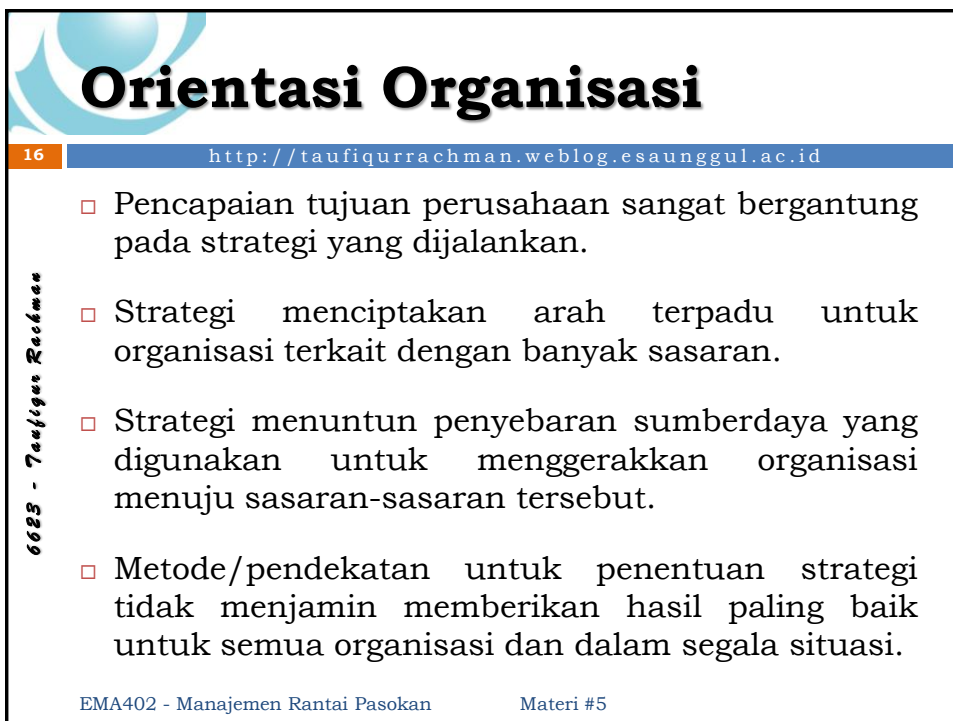 Orientasi Organisasi
16
http://taufiqurrachman.weblog.esaunggul.ac.id
□ Pencapaian tujuan perusahaan sangat bergantung
pada strategi yang dijalankan.
□ Strategi menciptakan arah terpadu untuk
organisasi terkait dengan banyak sasaran.
□ Strategi menuntun penyebaran sumberdaya yang
digunakan untuk menggerakkan organisasi
menuju sasaran-sasaran tersebut.
□ Metode/pendekatan untuk penentuan strategi
tidak menjamin memberikan hasil paling baik
untuk semua organisasi dan dalam segala situasi.
6623 - Taufiqur Rachman
EMA402 - Manajemen Rantai Pasokan Materi #5